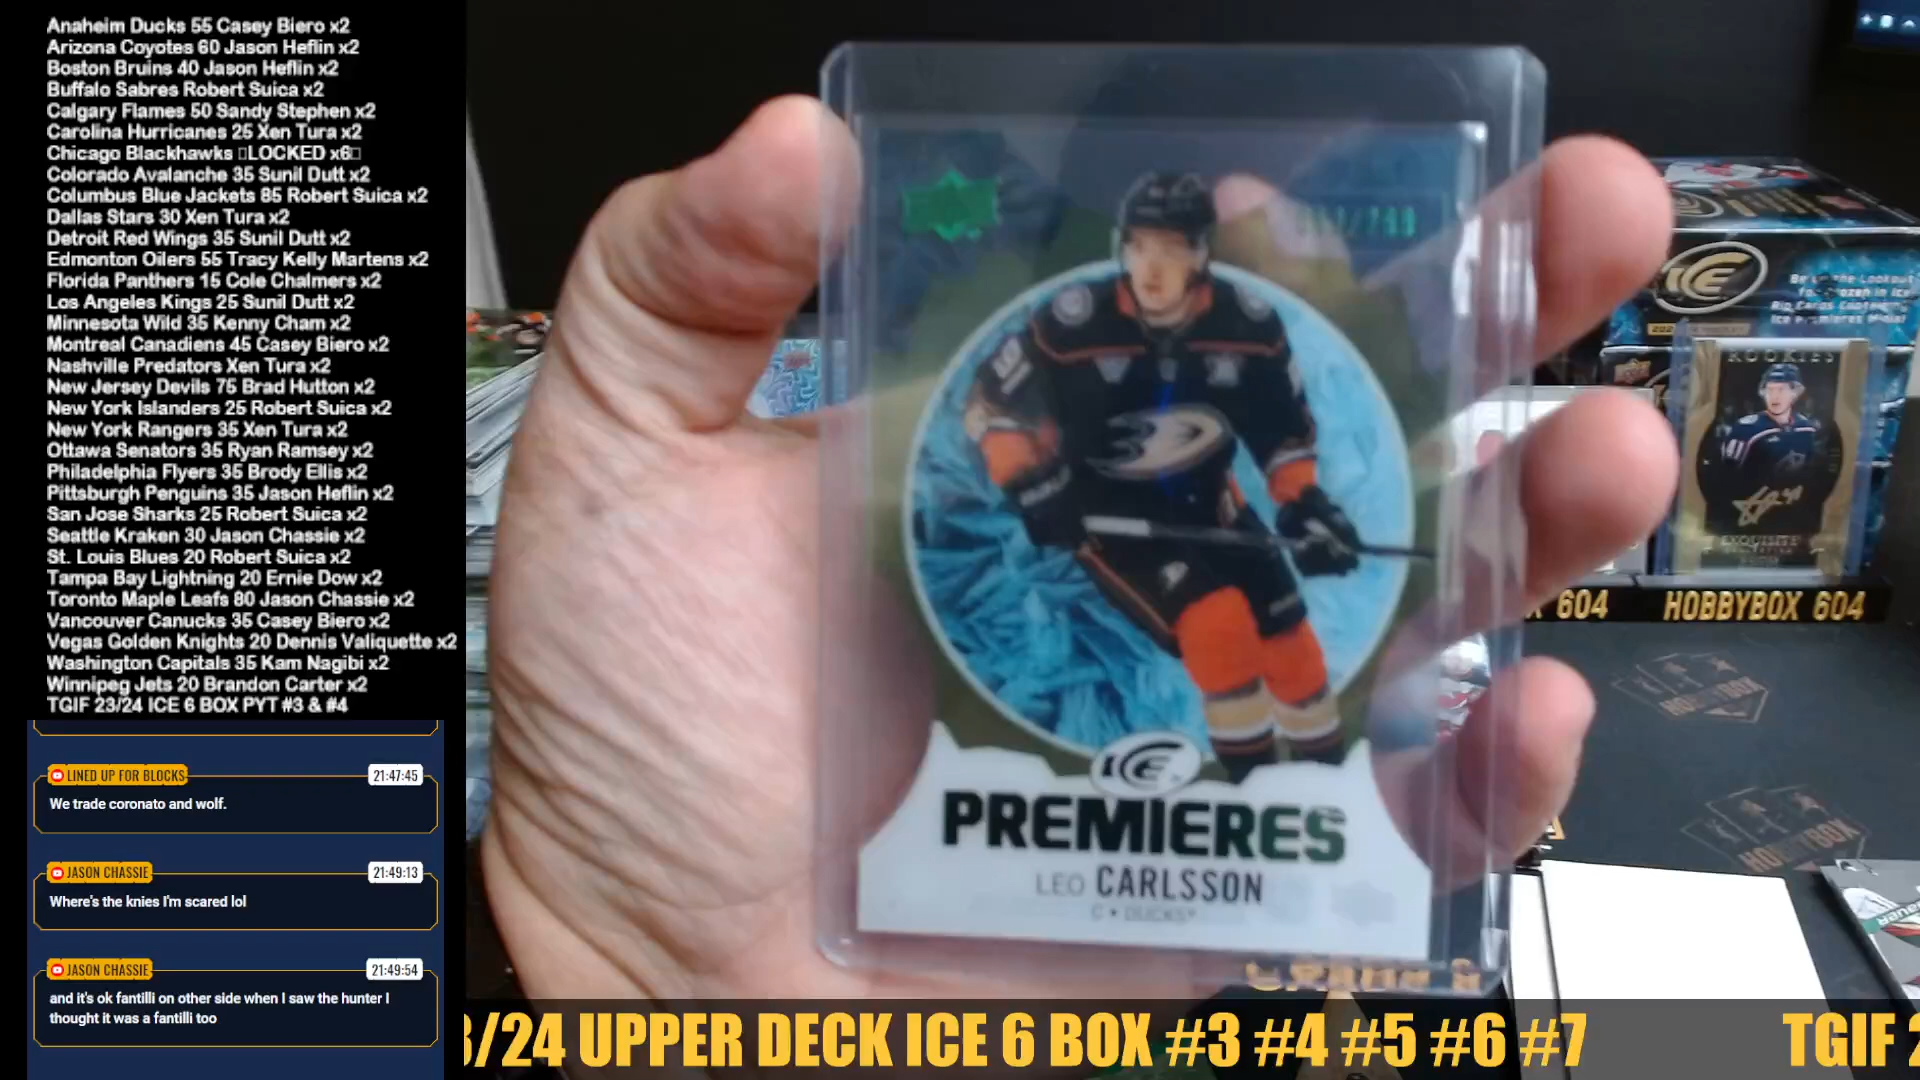 Anaheim Ducks 55 Casey Biero x2
Arizona Coyotes 60 Jason Heflin x2
Boston Bruins 40 Jason Heflin x2
Buffalo Sabres Robert Suica x2
Calgary Flames 50 Sandy Stephen x2
Carolina Hurricanes 25 Xen Tura x2
Chicago Blackhawks LOCKED x6
Colorado Avalanche 35 Sunil Dutt x2
Columbus Blue Jackets 85 Robert Suica x2
Dallas Stars 30 Xen Tura x2
Detroit Red Wings 35 Sunil Dutt x2
Edmonton Oilers 55 Tracy Kelly Martens x2
Florida Panthers 15 Cole Chalmers x2
Los Angeles Kings 25 Sunil Dutt x2
Minnesota Wild 35 Kenny Cham x2
Montreal Canadiens 45 Casey Biero x2
Nashville Predators Xen Tura x2
New Jersey Devils 75 Brad Hutton x2
New York Islanders 25 Robert Suica x2
New York Rangers 35 Xen Tura x2
Ottawa Senators 35 Ryan Ramsey x2
Philadelphia Flyers 35 Brody Ellis x2
Pittsburgh Penguins 35 Jason Heflin x2
San Jose Sharks 25 Robert Suica x2
Seattle Kraken 30 Jason Chassie x2
St. Louis Blues 20 Robert Suica x2
Tampa Bay Lightning 20 Ernie Dow x2
Toronto Maple Leafs 80 Jason Chassie x2
Vancouver Canucks 35 Casey Biero x2
Vegas Golden Knights 20 Dennis Valiquette x2
Washington Capitals 35 Kam Nagibi x2
Winnipeg Jets 20 Brandon Carter x2
TGIF 23/24 ICE 6 BOX PYT #3 & #4
LINED UP FOR BLOCKS 21:47:45
We trade coronato and wolf.
JASON CHASSIE 21:49:13
Where's the knies I'm scared lol
JASON CHASSIE 21:49:54
and it's ok fantilli on other side when I saw the hunter I
thought it was a fantilli too
91
ICE
PREMIERES
LEO CARLSSON
C • DUCKS
ICE
ROOKIES
EXQUISITE
604
HOBBYBOX 604
HOBBYBOX
HOBBYBOX
3/24 UPPER DECK ICE 6 BOX #3 #4 #5 #6 #7
TGIF